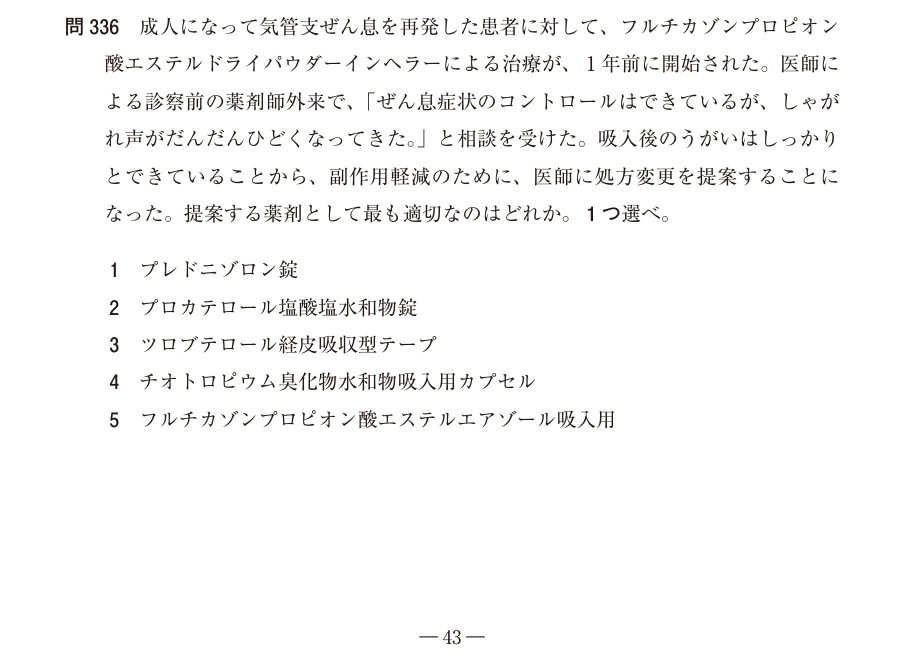 問 336 成人になって気管支ぜん息を再発した患者に対して、フルチカゾンプロピオン
酸エステルドライパウダーインヘラーによる治療が、1年前に開始された。医師に
よる診察前の薬剤師外来で、「ぜん息症状のコントロールはできているが、しゃが
れ声がだんだんひどくなってきた。」と相談を受けた。吸入後のうがいはしっかり
とできていることから、副作用軽減のために、医師に処方変更を提案することに
なった。提案する薬剤として最も適切なのはどれか。1つ選べ。
1 プレドニゾロン錠
2 プロカテロール塩酸塩水和物錠
3 ツロブテロール経皮吸収型テープ
4 チオトロピウム臭化物水和物吸入用カプセル
5 フルチカゾンプロピオン酸エステルエアゾール吸入用
― 43 ―